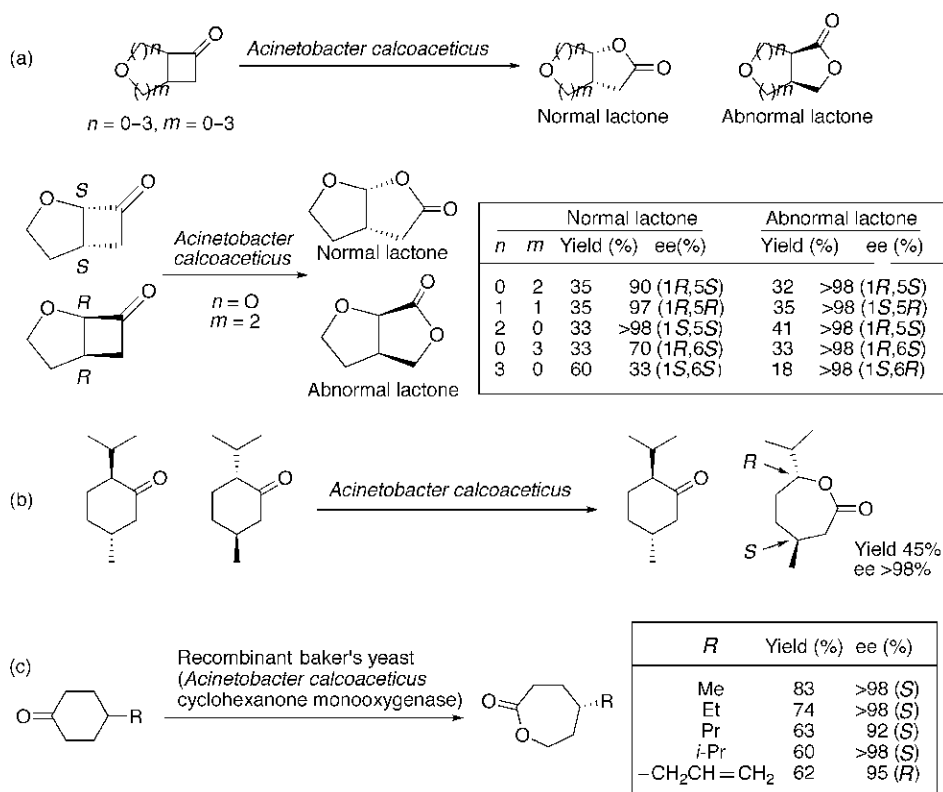 (a)
O
( )n
( )m
O
n = 0–3, m = 0–3
Acinetobacter calcoaceticus
O
( )n
( )m
O
O
Normal lactone
O
( )n
( )m
O
O
Abnormal lactone
S
O
O
S
R
O
O
R
Acinetobacter
calcoaceticus
n = O
m = 2
O
O
O
Normal lactone
O
O
O
Abnormal lactone
Normal lactone Abnormal lactone
n m Yield (%) ee(%) Yield (%) ee (%)
0 2 35 90 (1R,5S) 32 >98 (1R,5S)
1 1 35 97 (1R,5R) 35 >98 (1S,5R)
2 0 33 >98 (1S,5S) 41 >98 (1R,5S)
0 3 33 70 (1R,6S) 33 >98 (1R,6S)
3 0 60 33 (1S,6S) 18 >98 (1S,6R)
(b)
O
O
Acinetobacter calcoaceticus
O
R
O
O
S
Yield 45%
ee >98%
(c)
O
R
Recombinant baker's yeast
(Acinetobacter calcoaceticus
cyclohexanone monooxygenase)
O
O
R
R Yield (%) ee (%)
Me 83 >98 (S)
Et 74 >98 (S)
Pr 63 92 (S)
i-Pr 60 >98 (S)
–CH2CH=CH2 62 95 (R)